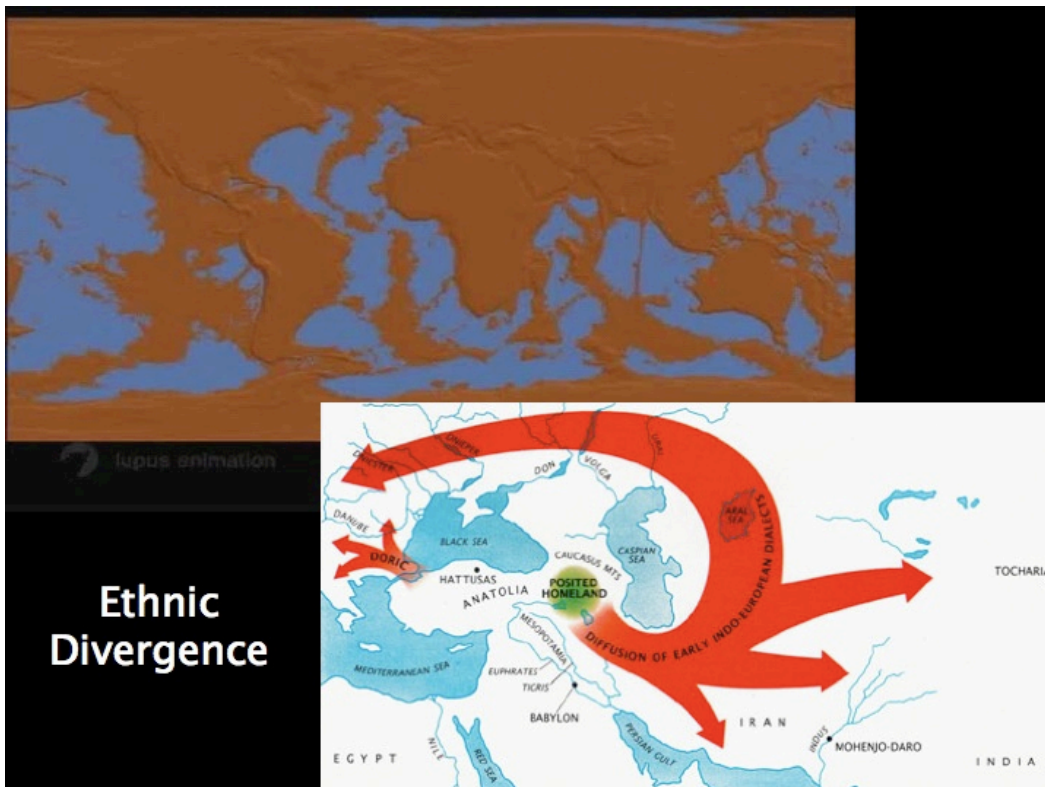 lupus animation
Ethnic
Divergence
DNIESTER
DNIEPER
DON
VOLGA
URAL
DANUBE
ARAL
SEA
BLACK SEA
CASPIAN
SEA
CAUCASUS MTS
DORIC
HATTUSAS
ANATOLIA
POSITED
HOMELAND
TOCHARIA
DIFFUSION OF EARLY INDO-EUROPEAN DIALECTS
MESOPOTAMIA
MEDITERRANEAN SEA
EUPHRATES
TIGRIS
BABYLON
IRAN
INDUS
MOHENJO-DARO
EGYPT
NILE
RED SEA
PERSIAN GULF
INDIA